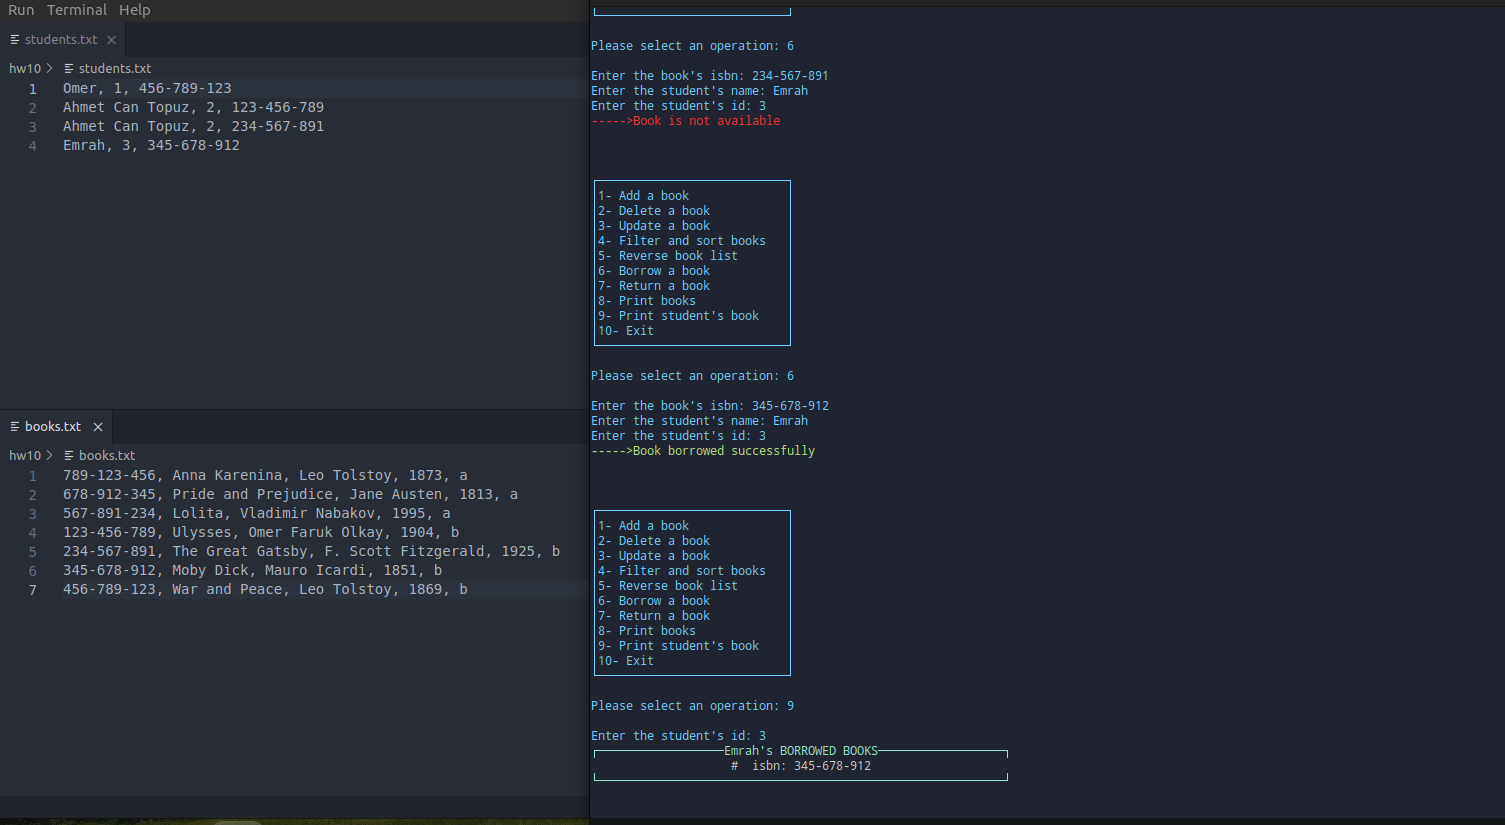 Run Terminal Help
students.txt
hw10 > students.txt
1 Omer, 1, 456-789-123
2 Ahmet Can Topuz, 2, 123-456-789
3 Ahmet Can Topuz, 2, 234-567-891
4 Emrah, 3, 345-678-912
books.txt
hw10 > books.txt
1 789-123-456, Anna Karenina, Leo Tolstoy, 1873, a
2 678-912-345, Pride and Prejudice, Jane Austen, 1813, a
3 567-891-234, Lolita, Vladimir Nabakov, 1995, a
4 123-456-789, Ulysses, Omer Faruk Olkay, 1904, b
5 234-567-891, The Great Gatsby, F. Scott Fitzgerald, 1925, b
6 345-678-912, Moby Dick, Mauro Icardi, 1851, b
7 456-789-123, War and Peace, Leo Tolstoy, 1869, b
Please select an operation: 6
Enter the book's isbn: 234-567-891
Enter the student's name: Emrah
Enter the student's id: 3
----->Book is not available
1- Add a book
2- Delete a book
3- Update a book
4- Filter and sort books
5- Reverse book list
6- Borrow a book
7- Return a book
8- Print books
9- Print student's book
10- Exit
Please select an operation: 6
Enter the book's isbn: 345-678-912
Enter the student's name: Emrah
Enter the student's id: 3
----->Book borrowed successfully
1- Add a book
2- Delete a book
3- Update a book
4- Filter and sort books
5- Reverse book list
6- Borrow a book
7- Return a book
8- Print books
9- Print student's book
10- Exit
Please select an operation: 9
Enter the student's id: 3
Emrah's BORROWED BOOKS
# isbn: 345-678-912